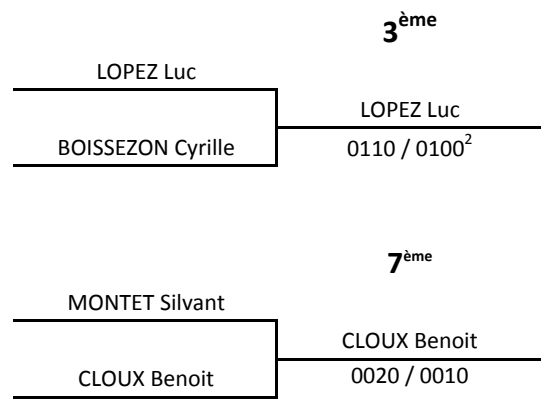 3ème
LOPEZ Luc
LOPEZ Luc
BOISSEZON Cyrille
0110 / 0100²
7ème
MONTET Silvant
CLOUX Benoit
CLOUX Benoit
0020 / 0010